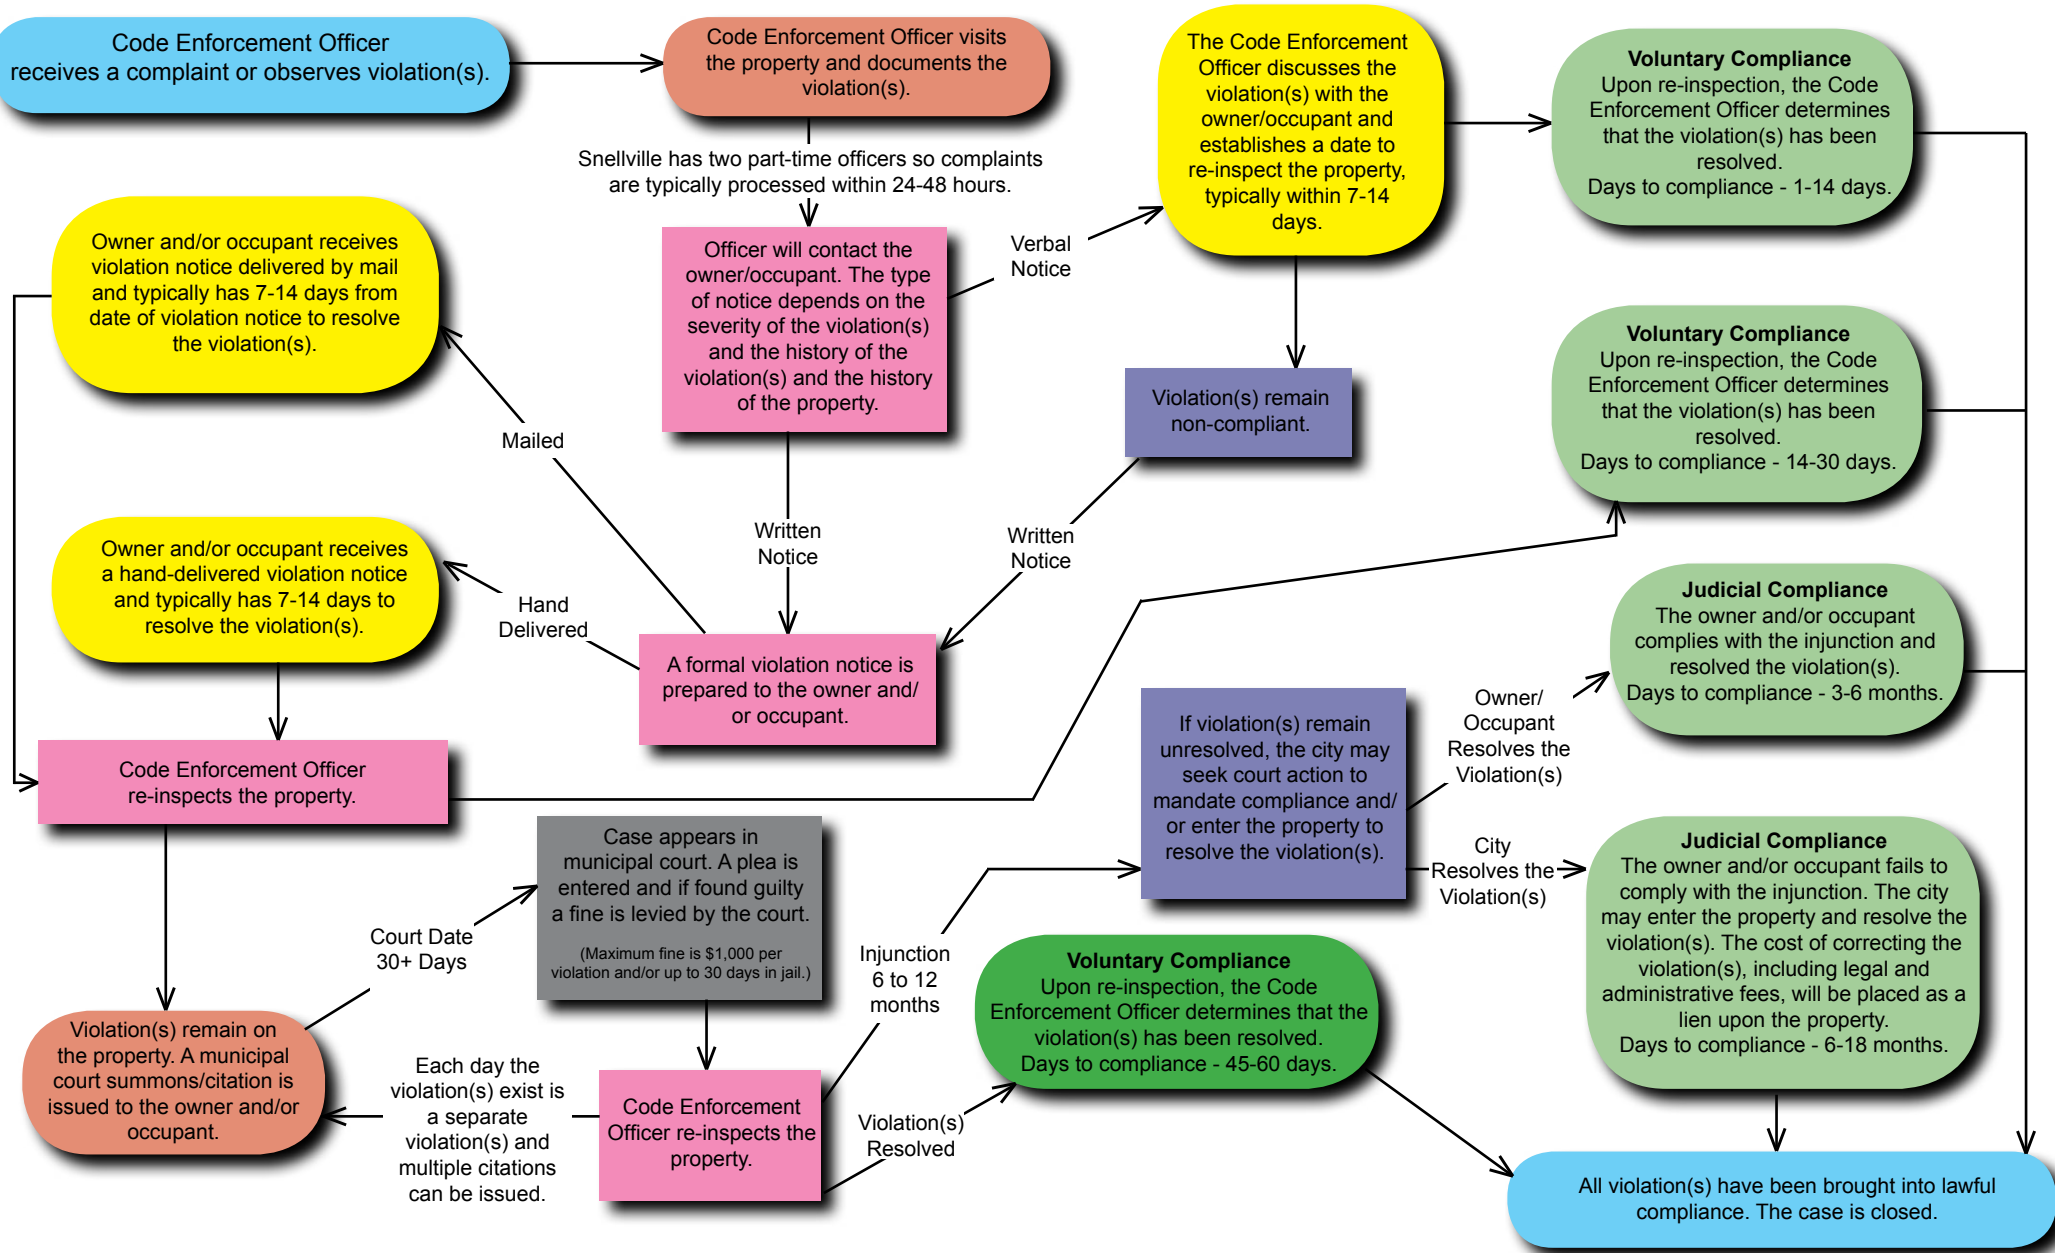 Code Enforcement Officer
receives a complaint or observes violation(s).
Code Enforcement Officer visits
the property and documents the
violation(s).
Snellville has two part-time officers so complaints
are typically processed within 24-48 hours.
Officer will contact the
owner/occupant. The type
of notice depends on the
severity of the violation(s)
and the history of the
violation(s) and the history
of the property.
Verbal
Notice
The Code Enforcement
Officer discusses the
violation(s) with the
owner/occupant and
establishes a date to
re-inspect the property,
typically within 7-14
days.
Voluntary Compliance
Upon re-inspection, the Code
Enforcement Officer determines
that the violation(s) has been
resolved.
Days to compliance - 1-14 days.
Owner and/or occupant receives
violation notice delivered by mail
and typically has 7-14 days from
date of violation notice to resolve
the violation(s).
Mailed
Violation(s) remain
non-compliant.
Voluntary Compliance
Upon re-inspection, the Code
Enforcement Officer determines
that the violation(s) has been
resolved.
Days to compliance - 14-30 days.
Written
Notice
Written
Notice
Owner and/or occupant receives
a hand-delivered violation notice
and typically has 7-14 days to
resolve the violation(s).
Hand
Delivered
A formal violation notice is
prepared to the owner and/
or occupant.
Judicial Compliance
The owner and/or occupant
complies with the injunction and
resolved the violation(s).
Days to compliance - 3-6 months.
Code Enforcement Officer
re-inspects the property.
If violation(s) remain
unresolved, the city may
seek court action to
mandate compliance and/
or enter the property to
resolve the violation(s).
Owner/
Occupant
Resolves the
Violation(s)
City
Resolves the
Violation(s)
Judicial Compliance
The owner and/or occupant fails to
comply with the injunction. The city
may enter the property and resolve the
violation(s). The cost of correcting the
violation(s), including legal and
administrative fees, will be placed as a
lien upon the property.
Days to compliance - 6-18 months.
Case appears in
municipal court. A plea is
entered and if found guilty
a fine is levied by the court.
(Maximum fine is $1,000 per
violation and/or up to 30 days in jail.)
Court Date
30+ Days
Injunction
6 to 12
months
Voluntary Compliance
Upon re-inspection, the Code
Enforcement Officer determines that the
violation(s) has been resolved.
Days to compliance - 45-60 days.
Violation(s) remain on
the property. A municipal
court summons/citation is
issued to the owner and/or
occupant.
Each day the
violation(s) exist is
a separate
violation(s) and
multiple citations
can be issued.
Code Enforcement
Officer re-inspects the
property.
Violation(s)
Resolved
All violation(s) have been brought into lawful
compliance. The case is closed.